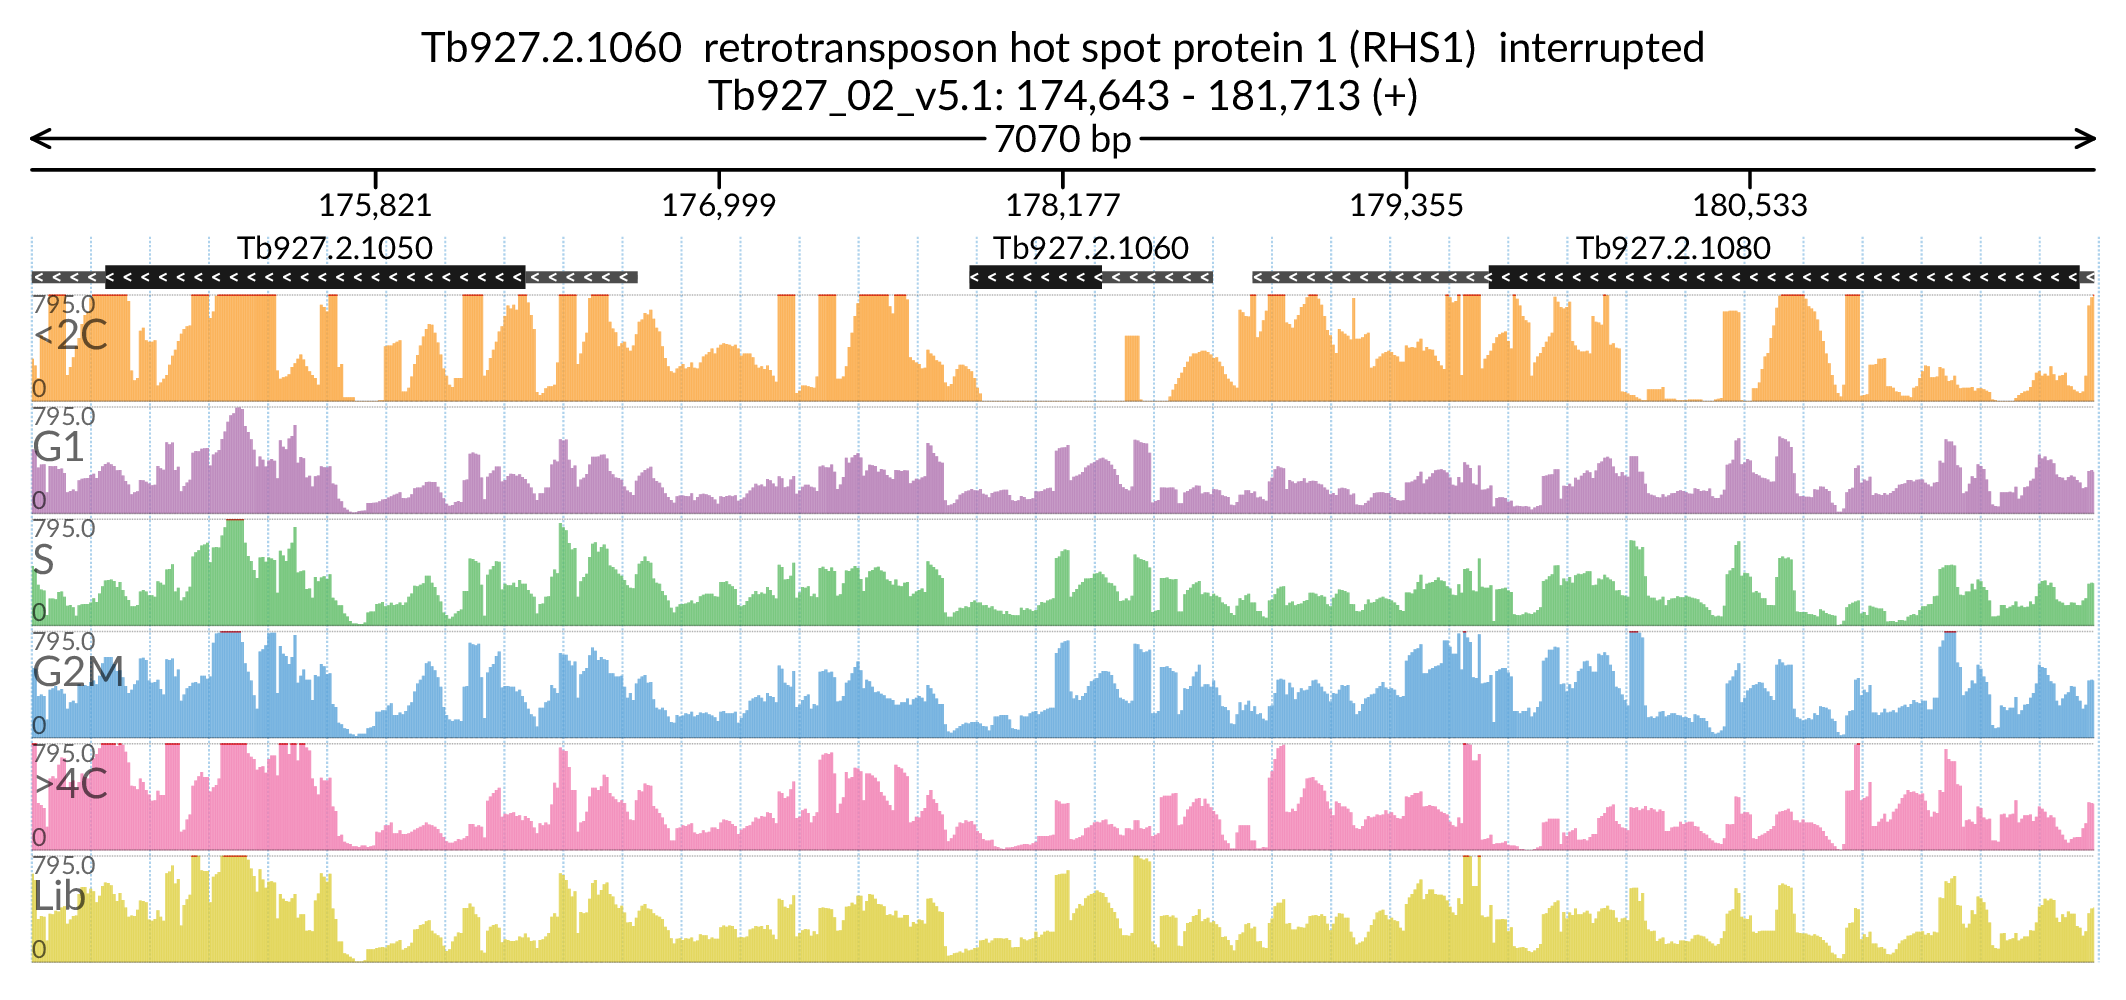 Tb927.2.1060  retrotransposon hot spot protein 1 (RHS1)  interrupted
Tb927_02_v5.1: 174,643 - 181,713 (+)
7070 bp
175,821 176,999 178,177 179,355 180,533
Tb927.2.1050 Tb927.2.1060 Tb927.2.1080
795.0
<2C
0
795.0
G1
0
795.0
S
0
795.0
G2M
0
795.0
>4C
0
795.0
Lib
0